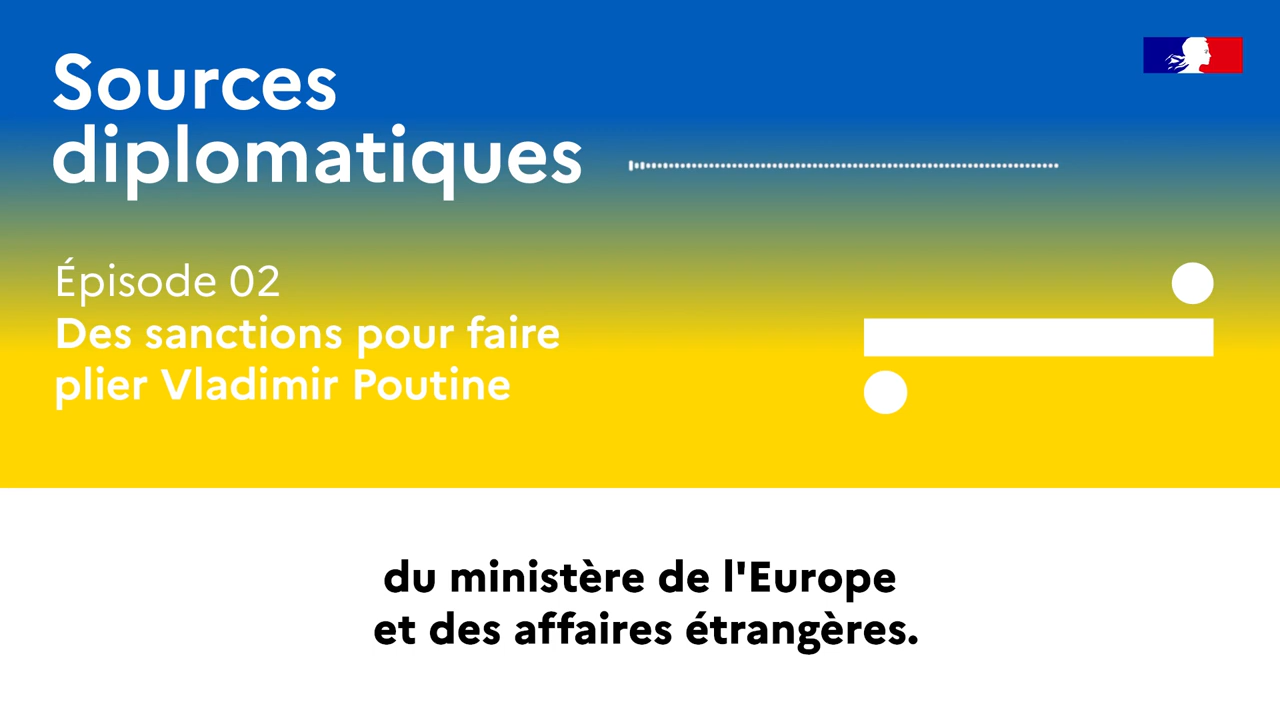 Sources
diplomatiques
Épisode 02
Des sanctions pour faire
plier Vladimir Poutine
du ministère de l'Europe
et des affaires étrangères.